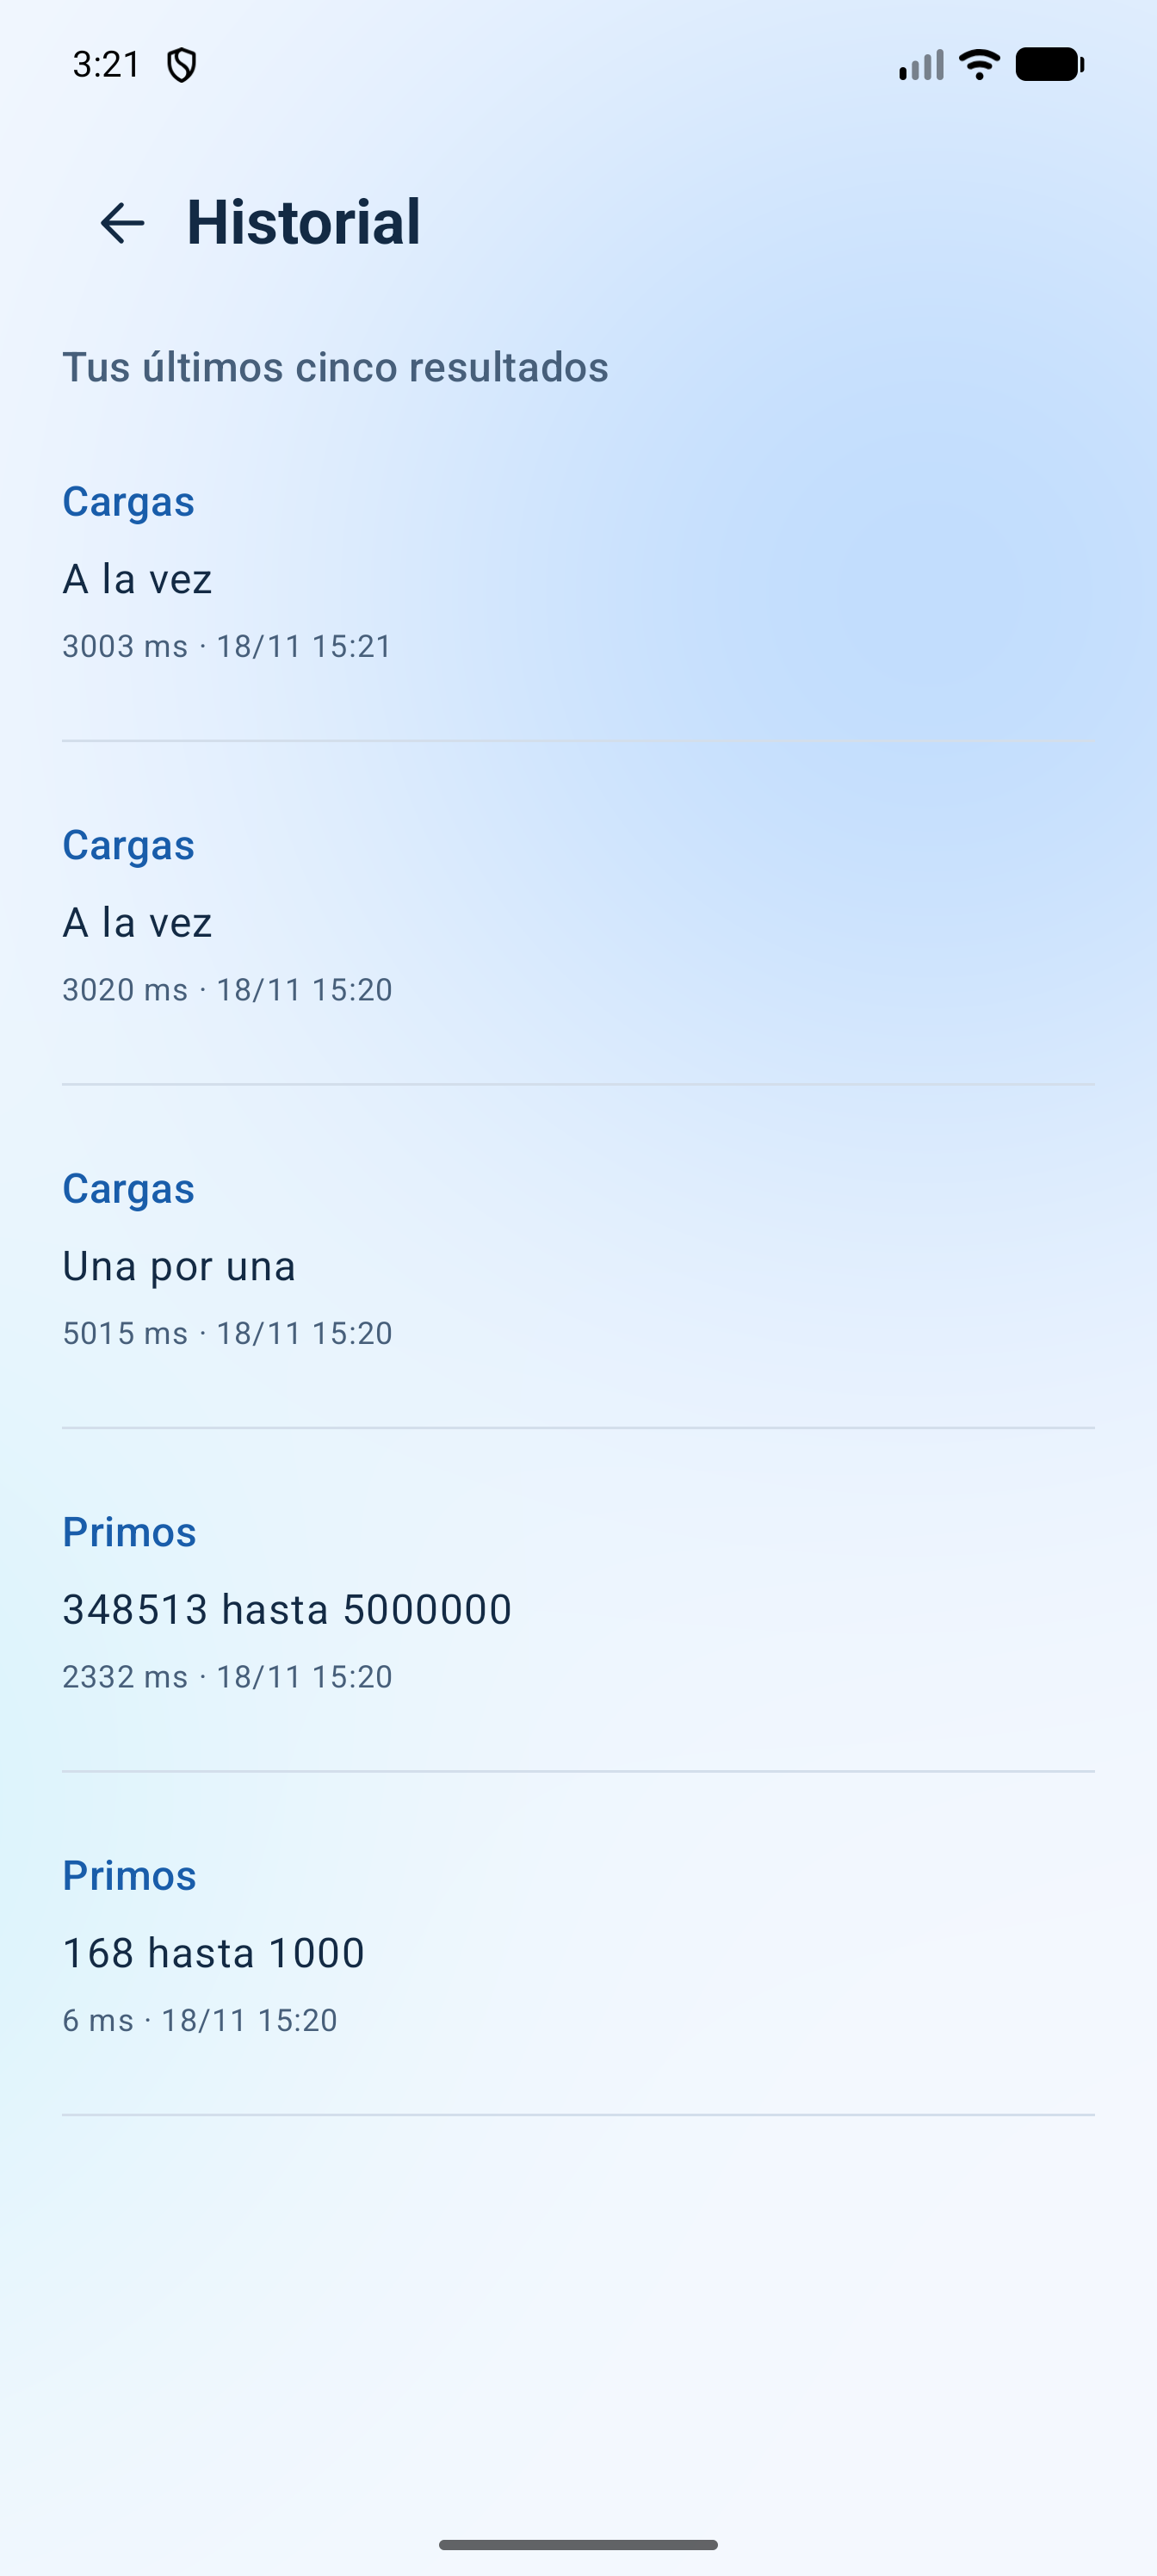 3:21
Historial
Tus últimos cinco resultados
Cargas
A la vez
3003 ms · 18/11 15:21
Cargas
A la vez
3020 ms · 18/11 15:20
Cargas
Una por una
5015 ms · 18/11 15:20
Primos
348513 hasta 5000000
2332 ms · 18/11 15:20
Primos
168 hasta 1000
6 ms · 18/11 15:20